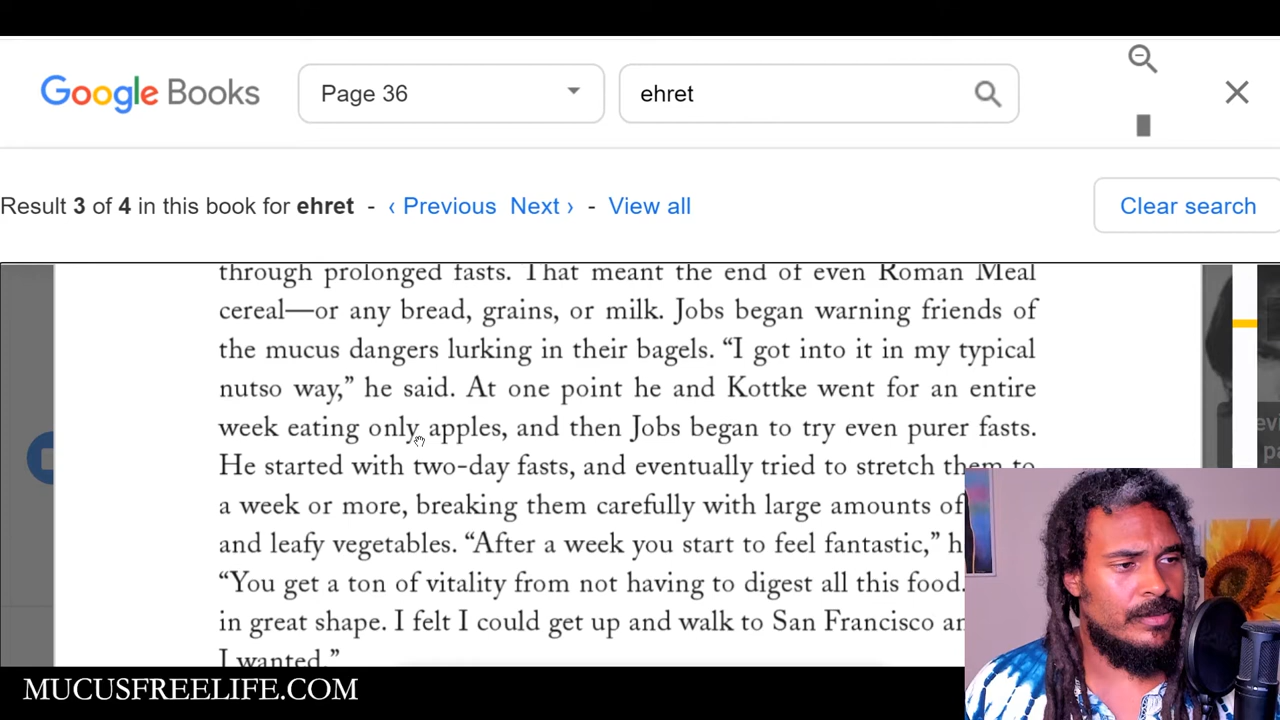 Google Books
Page 36
ehret
Result 3 of 4 in this book for ehret - ‹ Previous Next › - View all
Clear search
through prolonged fasts. That meant the end of even Roman Meal
cereal—or any bread, grains, or milk. Jobs began warning friends of
the mucus dangers lurking in their bagels. “I got into it in my typical
nutso way,” he said. At one point he and Kottke went for an entire
week eating only apples, and then Jobs began to try even purer fasts.
He started with two-day fasts, and eventually tried to stretch them to
a week or more, breaking them carefully with large amounts of
and leafy vegetables. “After a week you start to feel fantastic,” h
“You get a ton of vitality from not having to digest all this food.
in great shape. I felt I could get up and walk to San Francisco an
I wanted.”
MUCUSFREELIFE.COM